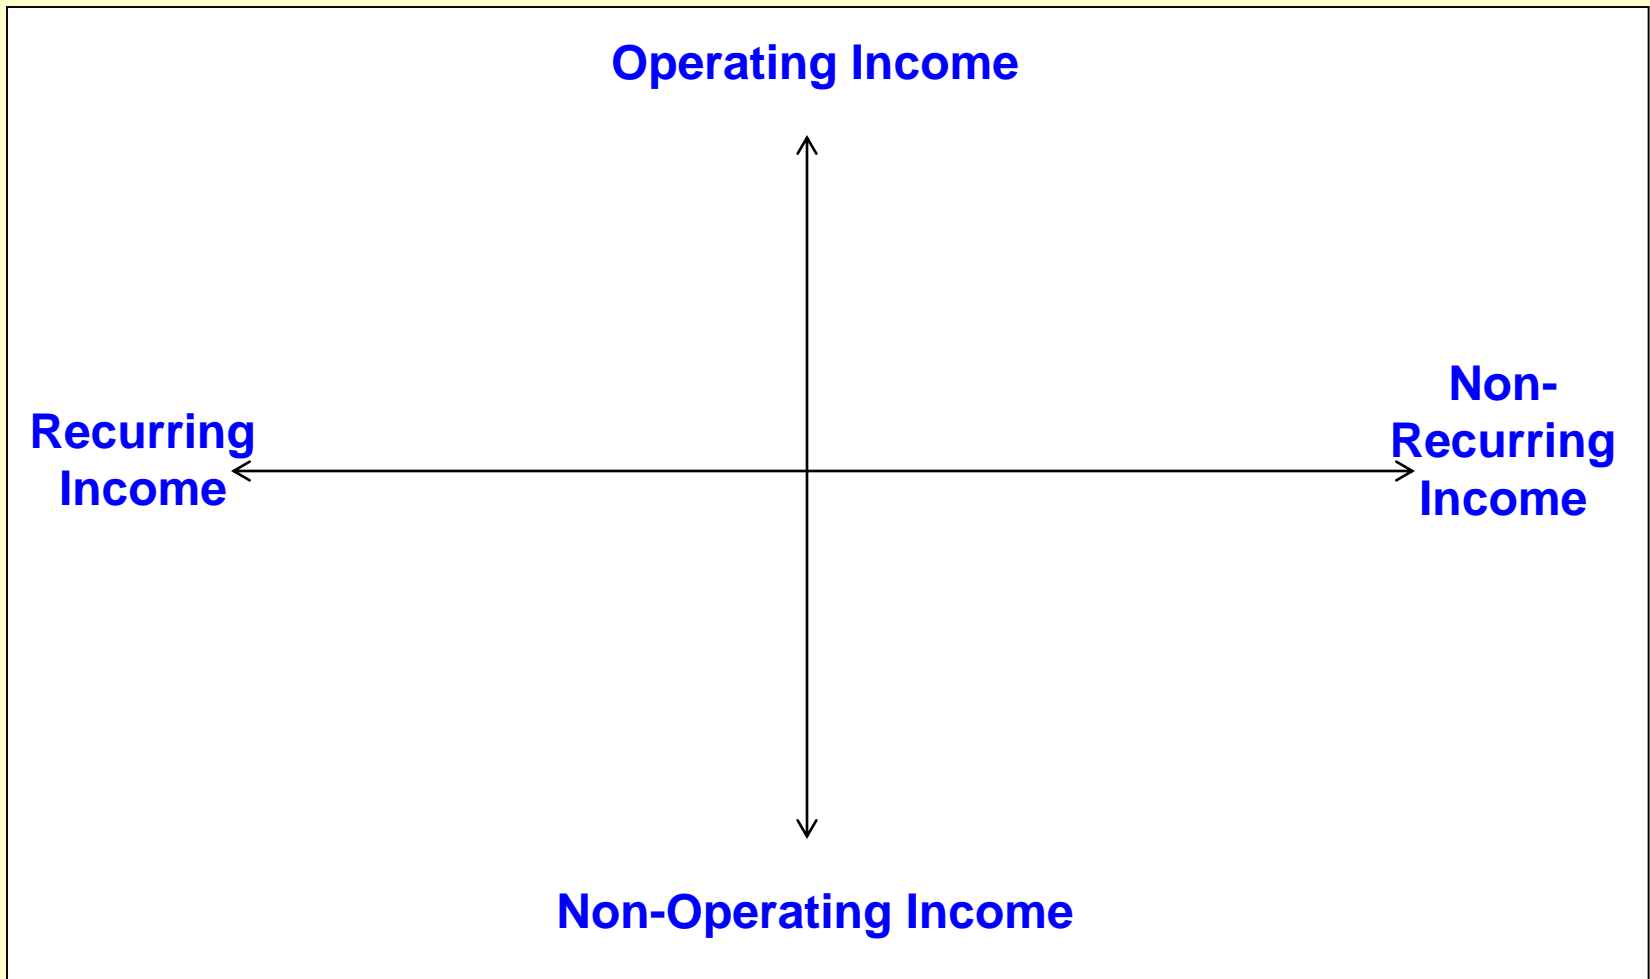 Operating Income
Recurring
Income
Non-
Recurring
Income
Non-Operating Income